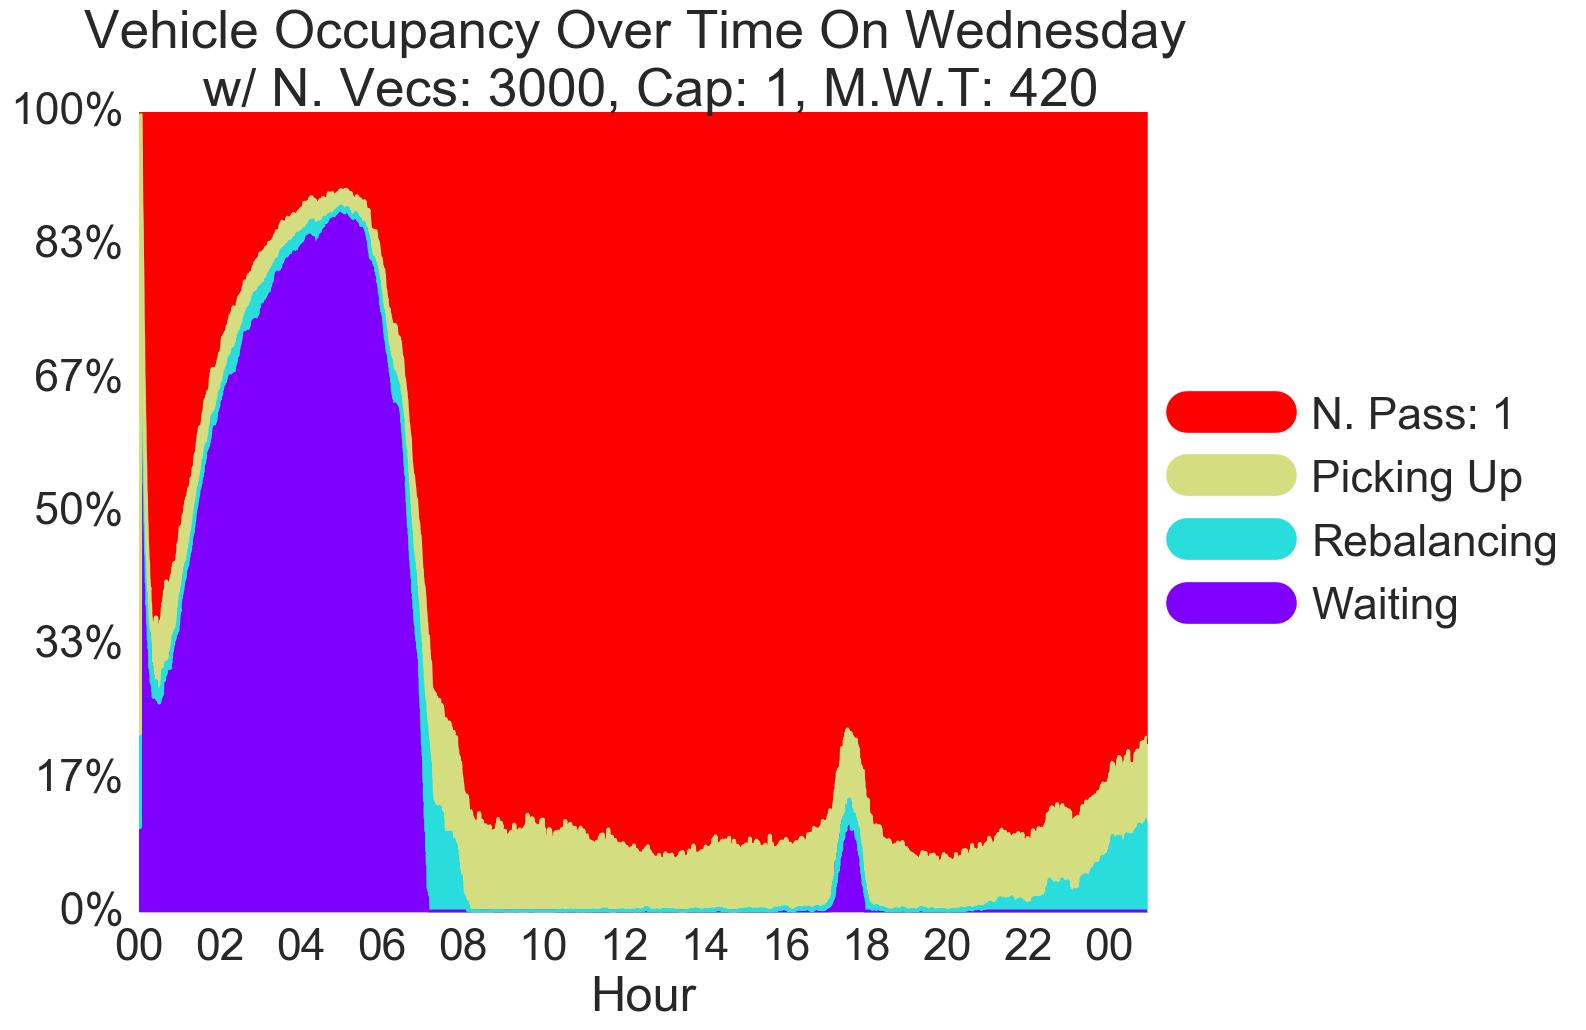 Vehicle Occupancy Over Time On Wednesday
w/ N. Vecs: 3000, Cap: 1, M.W.T: 420
100%
83%
67%
50%
33%
17%
0%
00 02 04 06 08 10 12 14 16 18 20 22 00
Hour
N. Pass: 1
Picking Up
Rebalancing
Waiting